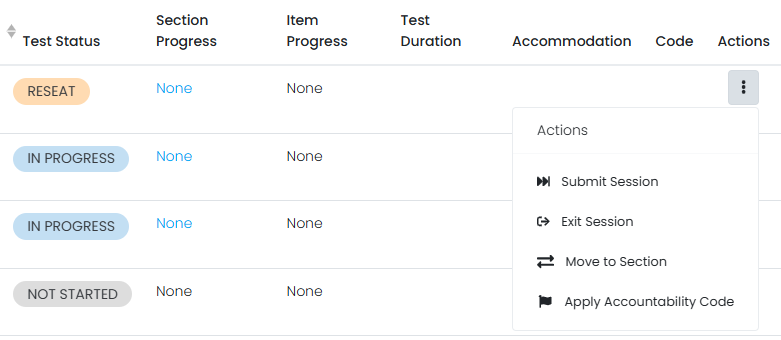 Test Status
Section Progress
Item Progress
Test Duration
Accommodation
Code
Actions
RESEAT
None
None
Actions
IN PROGRESS
None
None
Submit Session
IN PROGRESS
None
None
Exit Session
Move to Section
NOT STARTED
None
None
Apply Accountability Code